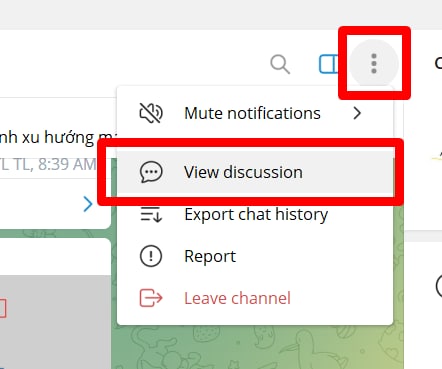 Mute notifications
nh xu hướng
TL TL, 8:39 AM
View discussion
Export chat history
Report
Leave channel